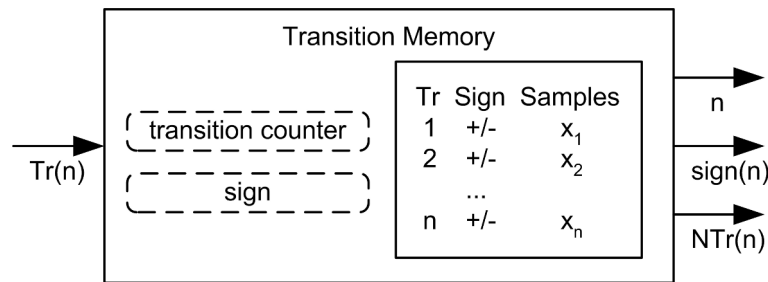 Transition Memory
Tr(n)
transition counter
sign
Tr Sign Samples
1 +/- x₁
2 +/- x₂
...
n +/- xₙ
n
sign(n)
NTr(n)